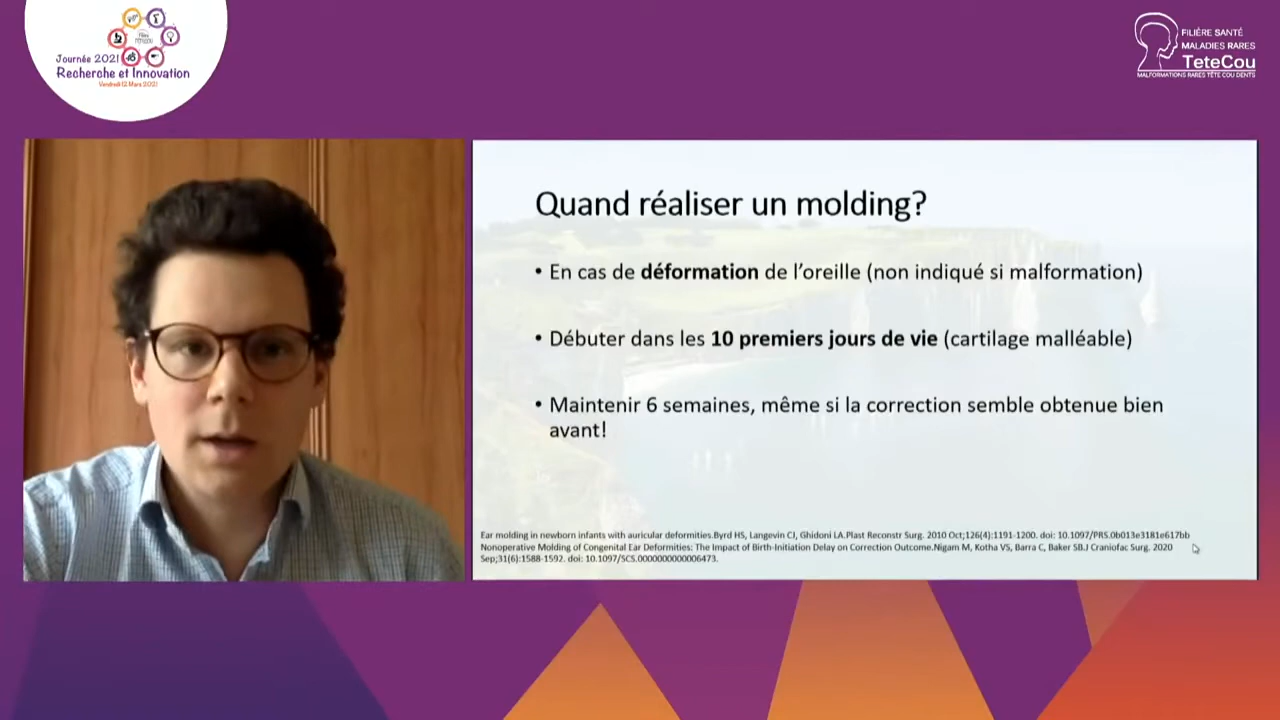 Journée 2021
Recherche et Innovation
Vendredi 12 Mars 2021
FILIÈRE SANTÉ
MALADIES RARES
TeteCou
MALFORMATIONS RARES TÊTE COU DENTS
Quand réaliser un molding?
• En cas de déformation de l'oreille (non indiqué si malformation)
• Débuter dans les 10 premiers jours de vie (cartilage malléable)
• Maintenir 6 semaines, même si la correction semble obtenue bien
avant!
Ear molding in newborn infants with auricular deformities.Byrd HS, Langevin CJ, Ghidoni LA.Plast Reconstr Surg. 2010 Oct;126(4):1191-1200. doi: 10.1097/PRS.0b013e3181e617bb
Nonoperative Molding of Congenital Ear Deformities: The Impact of Birth-Initiation Delay on Correction Outcome.Nigam M, Kotha VS, Barra C, Baker SB.J Craniofac Surg. 2020
Sep;31(6):1588-1592. doi: 10.1097/SCS.0000000000006473.